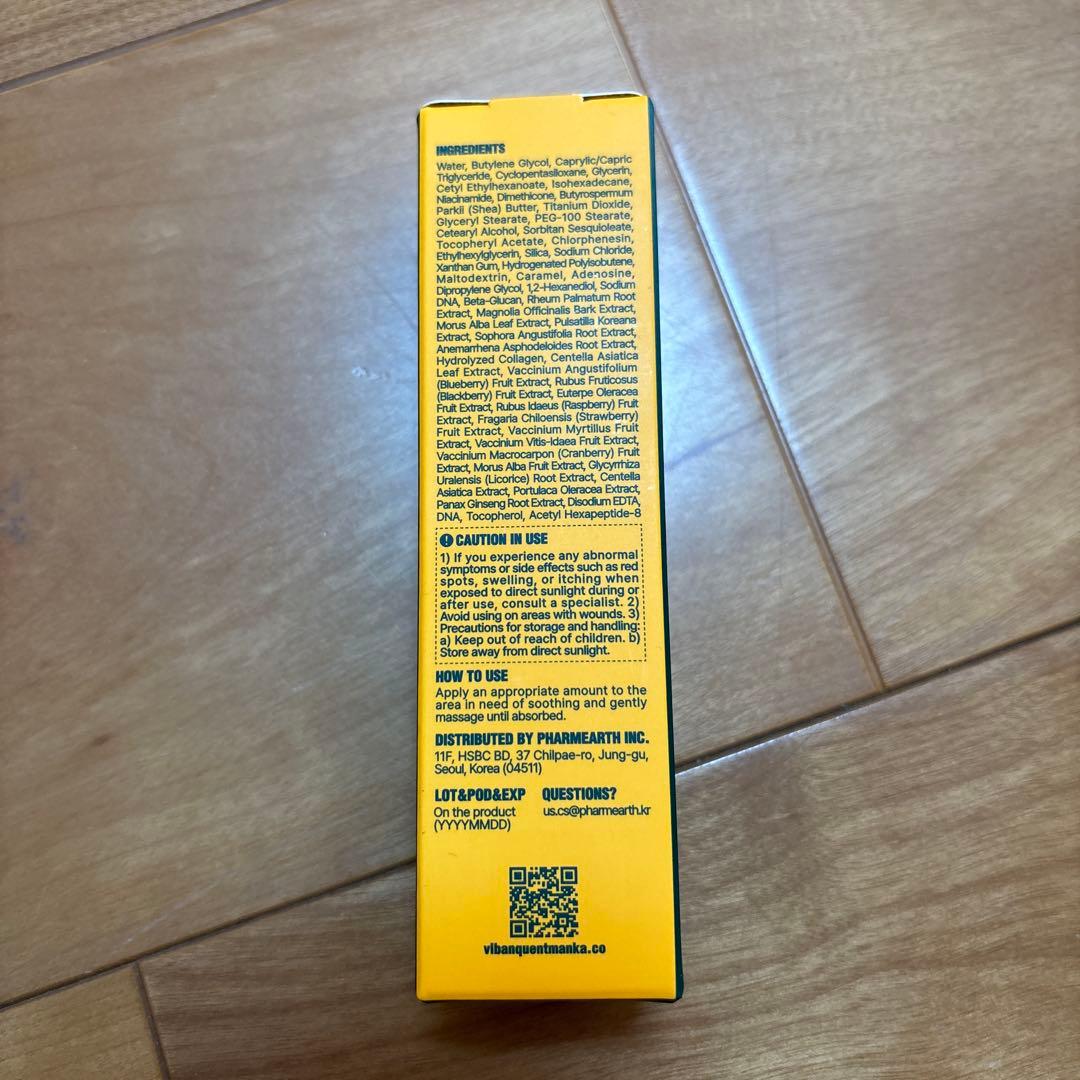 INGREDIENTS
Water, Butylene Glycol, Caprylic/Capric
Triglyceride, Cyclopentasiloxane, Glycerin,
Cetyl Ethylhexanoate, Isohexadecane,
Niacinamide, Dimethicone, Butyrospermum
Parkii (Shea) Butter, Titanium Dioxide,
Glyceryl Stearate, PEG-100 Stearate,
Cetearyl Alcohol, Sorbitan Sesquioleate,
Tocopheryl Acetate, Chlorphenesin,
Ethylhexylglycerin, Silica, Sodium Chloride,
Xanthan Gum, Hydrogenated Polyisobutene,
Maltodextrin, Caramel, Adenosine,
Dipropylene Glycol, 1,2-Hexanediol, Sodium
DNA, Beta-Glucan, Rheum Palmatum Root
Extract, Magnolia Officinalis Bark Extract,
Morus Alba Leaf Extract, Pulsatilla Koreana
Extract, Sophora Angustifolia Root Extract,
Anemarrhena Asphodeloides Root Extract,
Hydrolyzed Collagen, Centella Asiatica
Leaf Extract, Vaccinium Angustifolium
(Blueberry) Fruit Extract, Rubus Fruticosus
(Blackberry) Fruit Extract, Euterpe Oleracea
Fruit Extract, Rubus Idaeus (Raspberry) Fruit
Extract, Fragaria Chiloensis (Strawberry)
Fruit Extract, Vaccinium Myrtillus Fruit
Extract, Vaccinium Vitis-Idaea Fruit Extract,
Vaccinium Macrocarpon (Cranberry) Fruit
Extract, Morus Alba Fruit Extract, Glycyrrhiza
Uralensis (Licorice) Root Extract, Centella
Asiatica Extract, Portulaca Oleracea Extract,
Panax Ginseng Root Extract, Disodium EDTA,
DNA, Tocopherol, Acetyl Hexapeptide-8
CAUTION IN USE
1) If you experience any abnormal
symptoms or side effects such as red
spots, swelling, or itching when
exposed to direct sunlight during or
after use, consult a specialist. 2)
Avoid using on areas with wounds. 3)
Precautions for storage and handling:
a) Keep out of reach of children. b)
Store away from direct sunlight.
HOW TO USE
Apply an appropriate amount to the
area in need of soothing and gently
massage until absorbed.
DISTRIBUTED BY PHARMEARTH INC.
11F, HSBC BD, 37 Chilpae-ro, Jung-gu,
Seoul, Korea (04511)
LOT&POD&EXP QUESTIONS?
On the product us.cs@pharmearth.kr
(YYYYMMDD)
vibanquentmanka.co